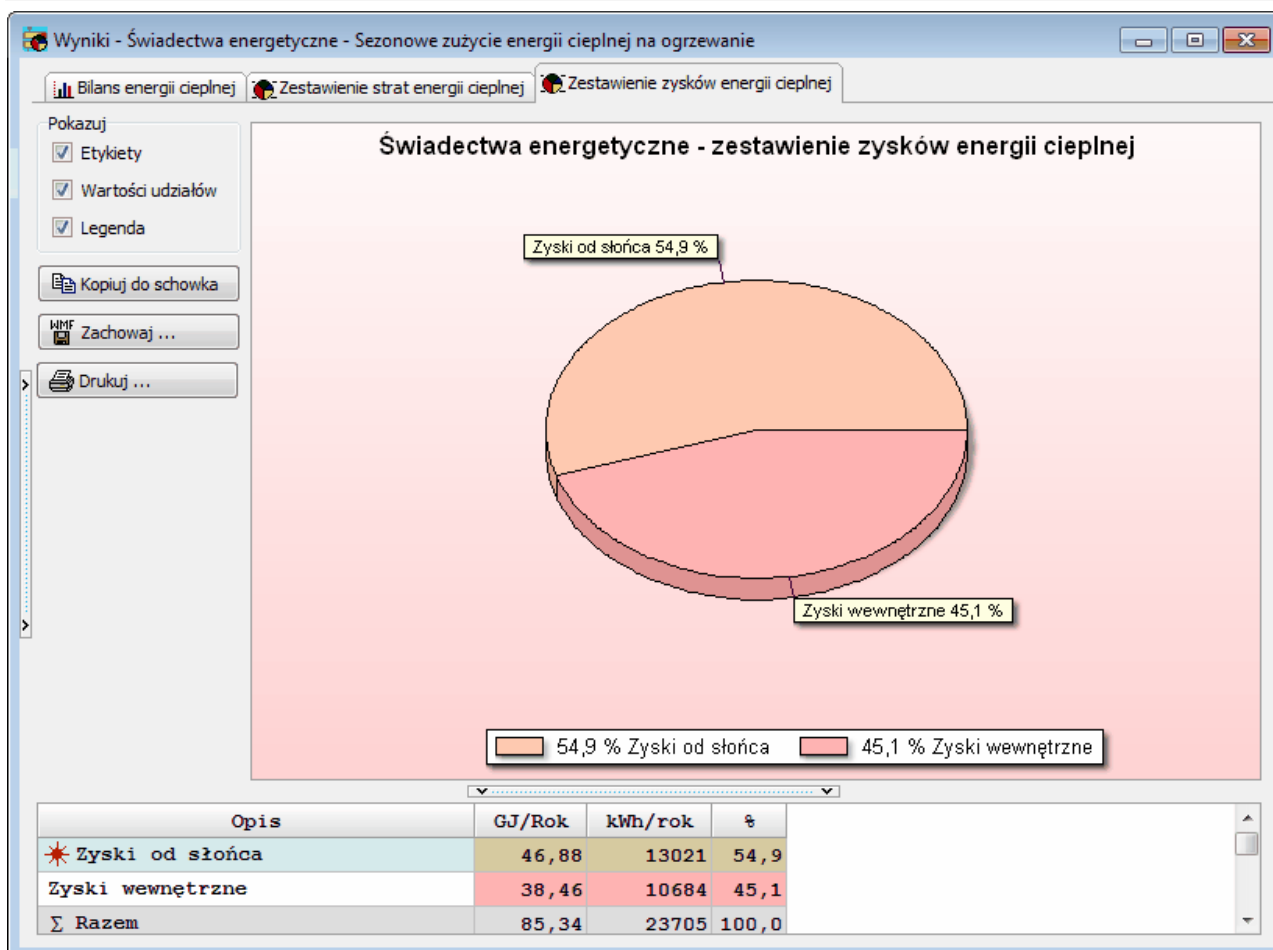 Wyniki - Świadectwa energetyczne - Sezonowe zużycie energii cieplnej na ogrzewanie
Bilans energii cieplnej Zestawienie strat energii cieplnej Zestawienie zysków energii cieplnej
Pokazuj
Etykiety
Wartości udziałów
Legenda
Kopiuj do schowka
WMF Zachowaj ...
Drukuj ...
Świadectwa energetyczne - zestawienie zysków energii cieplnej
Zyski od słońca 54,9 %
Zyski wewnętrzne 45,1 %
54,9 % Zyski od słońca 45,1 % Zyski wewnętrzne
Opis GJ/Rok kWh/rok %
Zyski od słońca 46,88 13021 54,9
Zyski wewnętrzne 38,46 10684 45,1
Σ Razem 85,34 23705 100,0